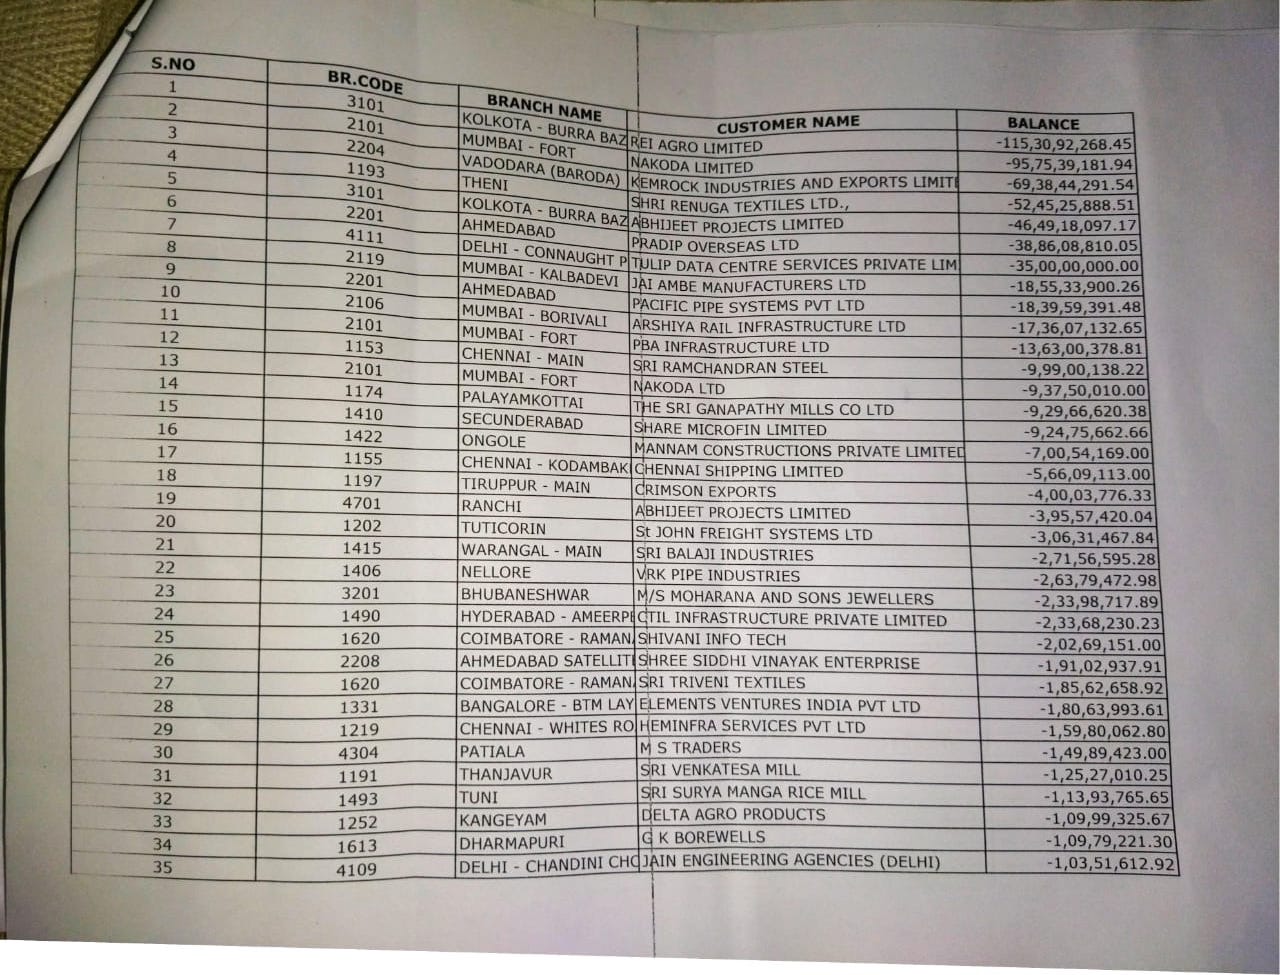 S.NO BR.CODE BRANCH NAME CUSTOMER NAME BALANCE
1 3101 KOLKOTA - BURRA BAZ REI AGRO LIMITED -115,30,92,268.45
2 2101 MUMBAI - FORT NAKODA LIMITED -95,75,39,181.94
3 2204 VADODARA (BARODA) KEMROCK INDUSTRIES AND EXPORTS LIMIT -69,38,44,291.54
4 1193 THENI SHRI RENUGA TEXTILES LTD., -52,45,25,888.51
5 3101 KOLKOTA - BURRA BAZ ABHIJEET PROJECTS LIMITED -46,49,18,097.17
6 2201 AHMEDABAD PRADIP OVERSEAS LTD -38,86,08,810.05
7 4111 DELHI - CONNAUGHT P TULIP DATA CENTRE SERVICES PRIVATE LIM -35,00,00,000.00
8 2119 MUMBAI - KALBADEVI JAI AMBE MANUFACTURERS LTD -18,55,33,900.26
9 2201 AHMEDABAD PACIFIC PIPE SYSTEMS PVT LTD -18,39,59,391.48
10 2106 MUMBAI - BORIVALI ARSHIYA RAIL INFRASTRUCTURE LTD -17,36,07,132.65
11 2101 MUMBAI - FORT PBA INFRASTRUCTURE LTD -13,63,00,378.81
12 1153 CHENNAI - MAIN SRI RAMCHANDRAN STEEL -9,99,00,138.22
13 2101 MUMBAI - FORT NAKODA LTD -9,37,50,010.00
14 1174 PALAYAMKOTTAI THE SRI GANAPATHY MILLS CO LTD -9,29,66,620.38
15 1410 SECUNDERABAD SHARE MICROFIN LIMITED -9,24,75,662.66
16 1422 ONGOLE MANNAM CONSTRUCTIONS PRIVATE LIMITED -7,00,54,169.00
17 1155 CHENNAI - KODAMBAKI CHENNAI SHIPPING LIMITED -5,66,09,113.00
18 1197 TIRUPPUR - MAIN CRIMSON EXPORTS -4,00,03,776.33
19 4701 RANCHI ABHIJEET PROJECTS LIMITED -3,95,57,420.04
20 1202 TUTICORIN St JOHN FREIGHT SYSTEMS LTD -3,06,31,467.84
21 1415 WARANGAL - MAIN SRI BALAJI INDUSTRIES -2,71,56,595.28
22 1406 NELLORE VRK PIPE INDUSTRIES -2,63,79,472.98
23 3201 BHUBANESHWAR M/S MOHARANA AND SONS JEWELLERS -2,33,98,717.89
24 1490 HYDERABAD - AMEERPI CTIL INFRASTRUCTURE PRIVATE LIMITED -2,33,68,230.23
25 1620 COIMBATORE - RAMANA SHIVANI INFO TECH -2,02,69,151.00
26 2208 AHMEDABAD SATELLITI SHREE SIDDHI VINAYAK ENTERPRISE -1,91,02,937.91
27 1620 COIMBATORE - RAMANA SRI TRIVENI TEXTILES -1,85,62,658.92
28 1331 BANGALORE - BTM LAY ELEMENTS VENTURES INDIA PVT LTD -1,80,63,993.61
29 1219 CHENNAI - WHITES RO HEMINFRA SERVICES PVT LTD -1,59,80,062.80
30 4304 PATIALA M S TRADERS -1,49,89,423.00
31 1191 THANJAVUR SRI VENKATESA MILL -1,25,27,010.25
32 1493 TUNI SRI SURYA MANGA RICE MILL -1,13,93,765.65
33 1252 KANGEYAM DELTA AGRO PRODUCTS -1,09,99,325.67
34 1613 DHARMAPURI G K BOREWELLS -1,09,79,221.30
35 4109 DELHI - CHANDINI CHO JAIN ENGINEERING AGENCIES (DELHI) -1,03,51,612.92